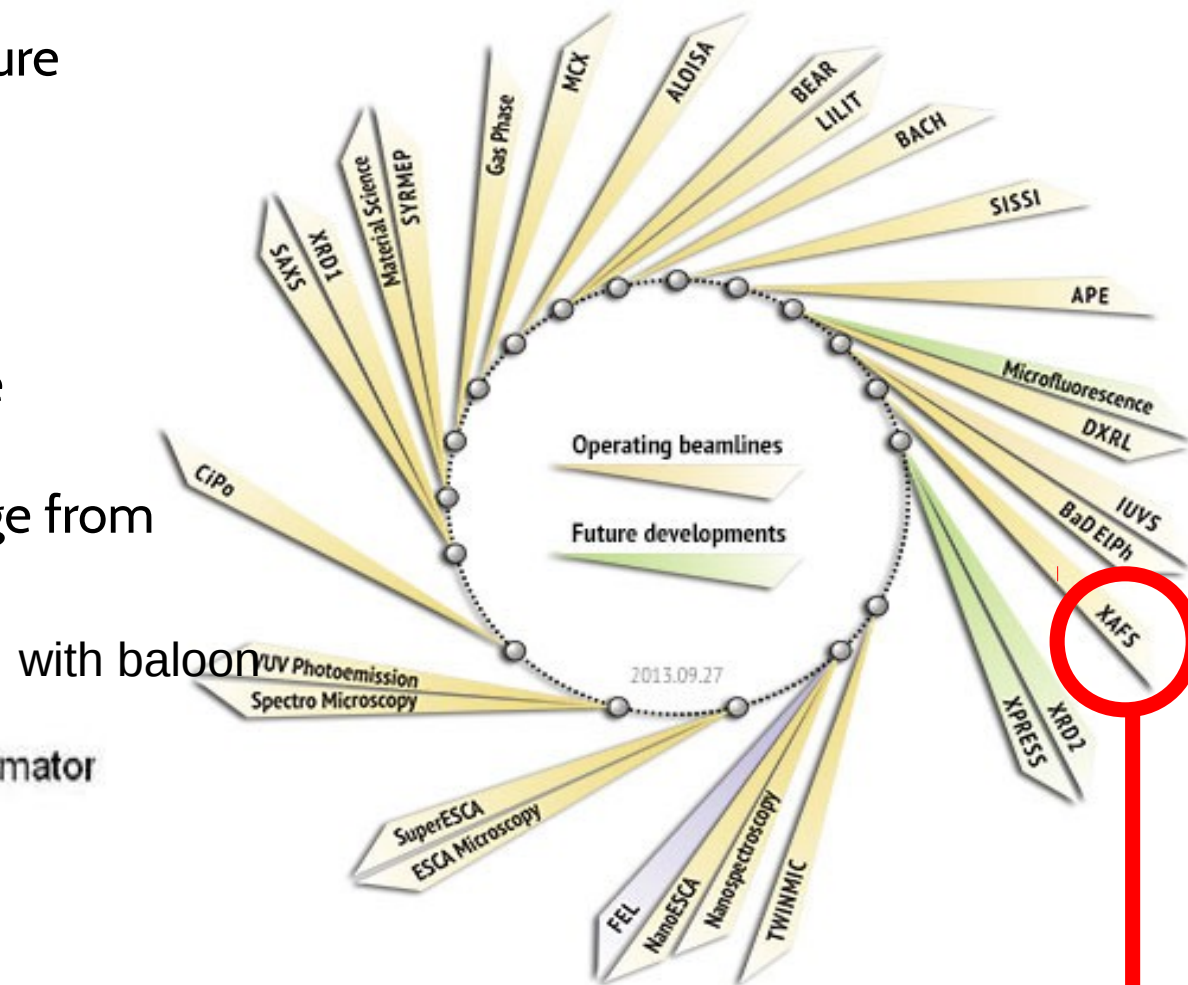 ure
e
ge from
with baloon
mator
MCX
ALOISA
BEAR
LILIT
BACH
SISSI
APE
Microfluorescence
DXRL
IUVS
BaDElPh
XAFS
XRD2
XPRESS
TWINMIC
Nanospectroscopy
NanoESCA
FEL
ESCA Microscopy
SuperESCA
Spectro Microscopy
VUV Photoemission
CiPo
SAXS
XRD1
Material Science
SYRMEP
Gas Phase
Operating beamlines
Future developments
2013.09.27